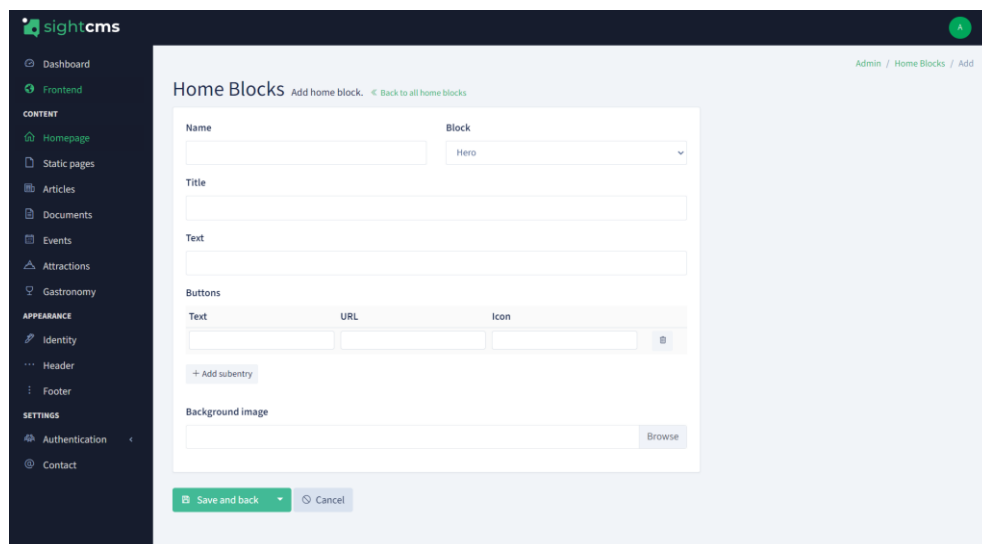 sightcms
A
Dashboard
Frontend
CONTENT
Homepage
Static pages
Articles
Documents
Events
Attractions
Gastronomy
APPEARANCE
Identity
Header
Footer
SETTINGS
Authentication
Contact
Admin / Home Blocks / Add
Home Blocks Add home block. « Back to all home blocks
Name Block
Hero
Title
Text
Buttons
Text URL Icon
+ Add subentry
Background image
Browse
Save and back Cancel